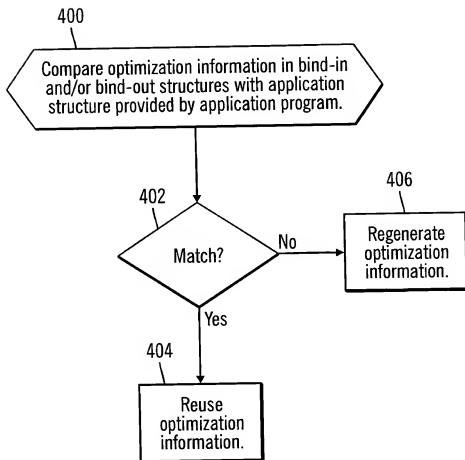 400
Compare optimization information in bind-in
and/or bind-out structures with application
structure provided by application program.
402
Match?
No
406
Regenerate
optimization
information.
Yes
404
Reuse
optimization
information.